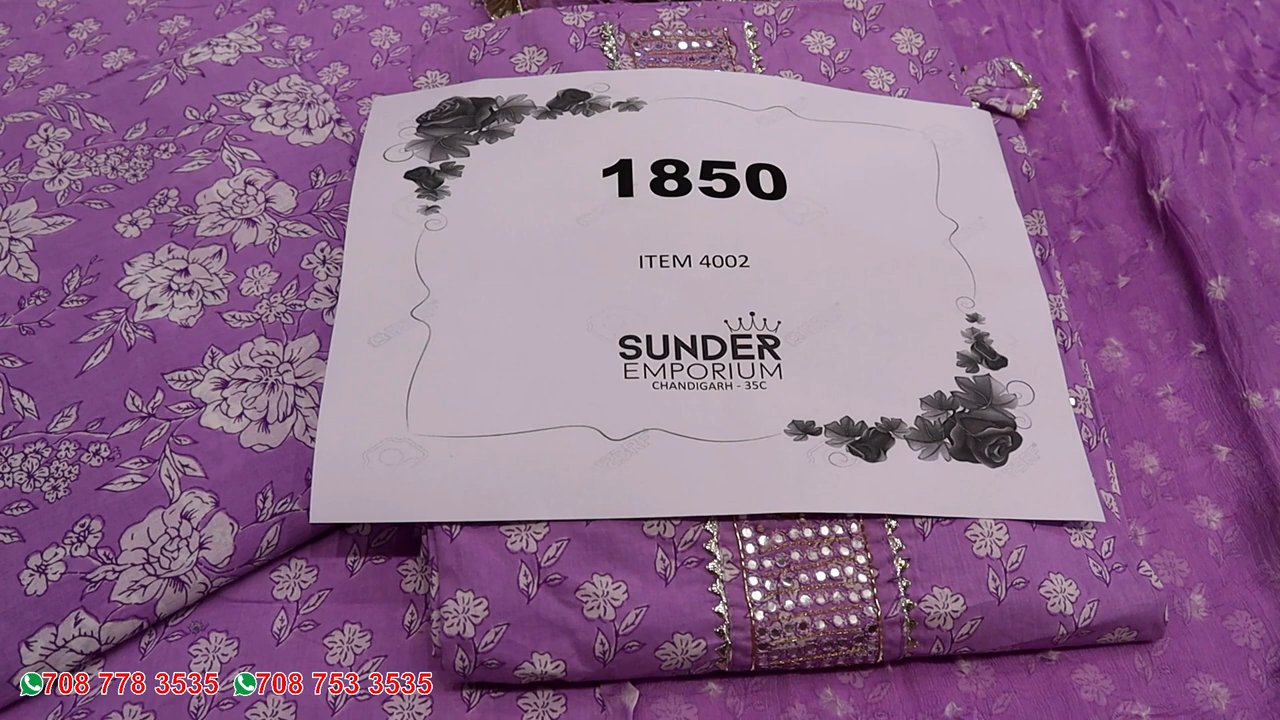 1850
ITEM 4002
SUNDER
EMPORIUM
CHANDIGARH - 35C
708 778 3535 708 753 3535